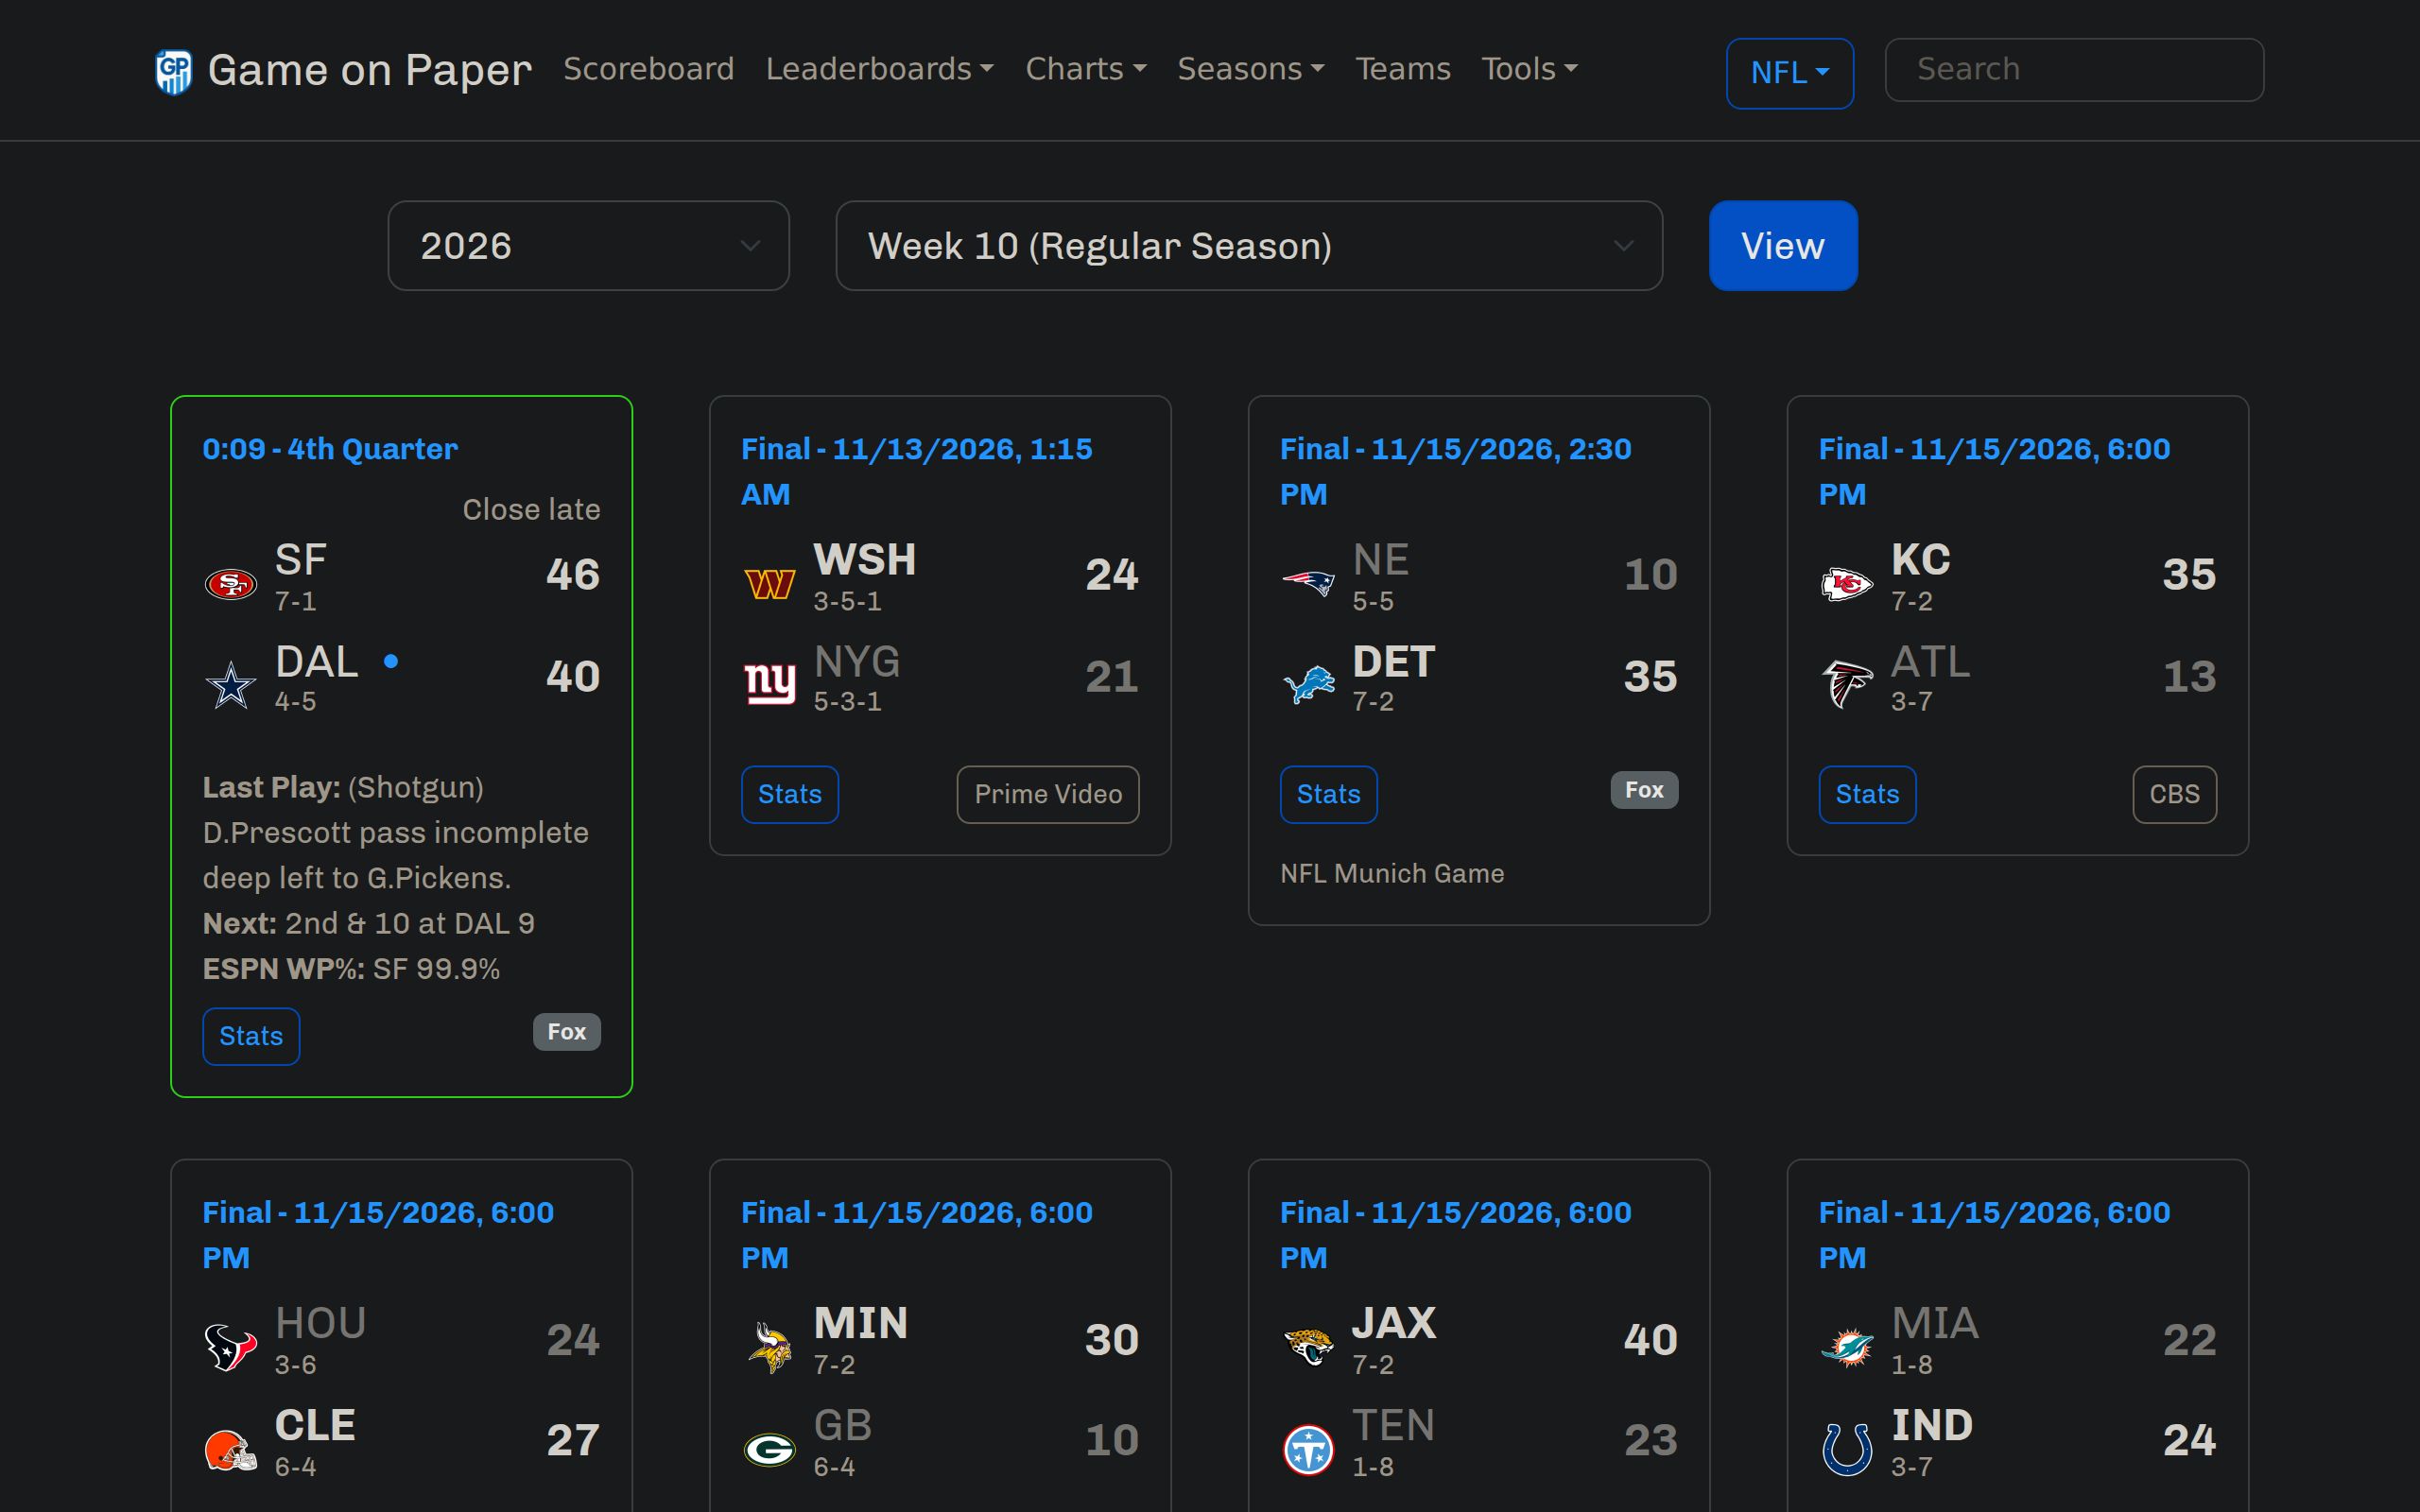 GP Game on Paper Scoreboard Leaderboards Charts Seasons Teams Tools NFL Search
2026 Week 10 (Regular Season) View
0:09 - 4th Quarter
Close late
SF 46
7-1
DAL 40
4-5
Last Play: (Shotgun)
D.Prescott pass incomplete
deep left to G.Pickens.
Next: 2nd & 10 at DAL 9
ESPN WP%: SF 99.9%
Stats Fox
Final - 11/13/2026, 1:15
AM
WSH 24
3-5-1
NYG 21
5-3-1
Stats Prime Video
Final - 11/15/2026, 2:30
PM
NE 10
5-5
DET 35
7-2
Stats Fox
NFL Munich Game
Final - 11/15/2026, 6:00
PM
KC 35
7-2
ATL 13
3-7
Stats CBS
Final - 11/15/2026, 6:00
PM
HOU 24
3-6
CLE 27
6-4
Final - 11/15/2026, 6:00
PM
MIN 30
7-2
GB 10
6-4
Final - 11/15/2026, 6:00
PM
JAX 40
7-2
TEN 23
1-8
Final - 11/15/2026, 6:00
PM
MIA 22
1-8
IND 24
3-7